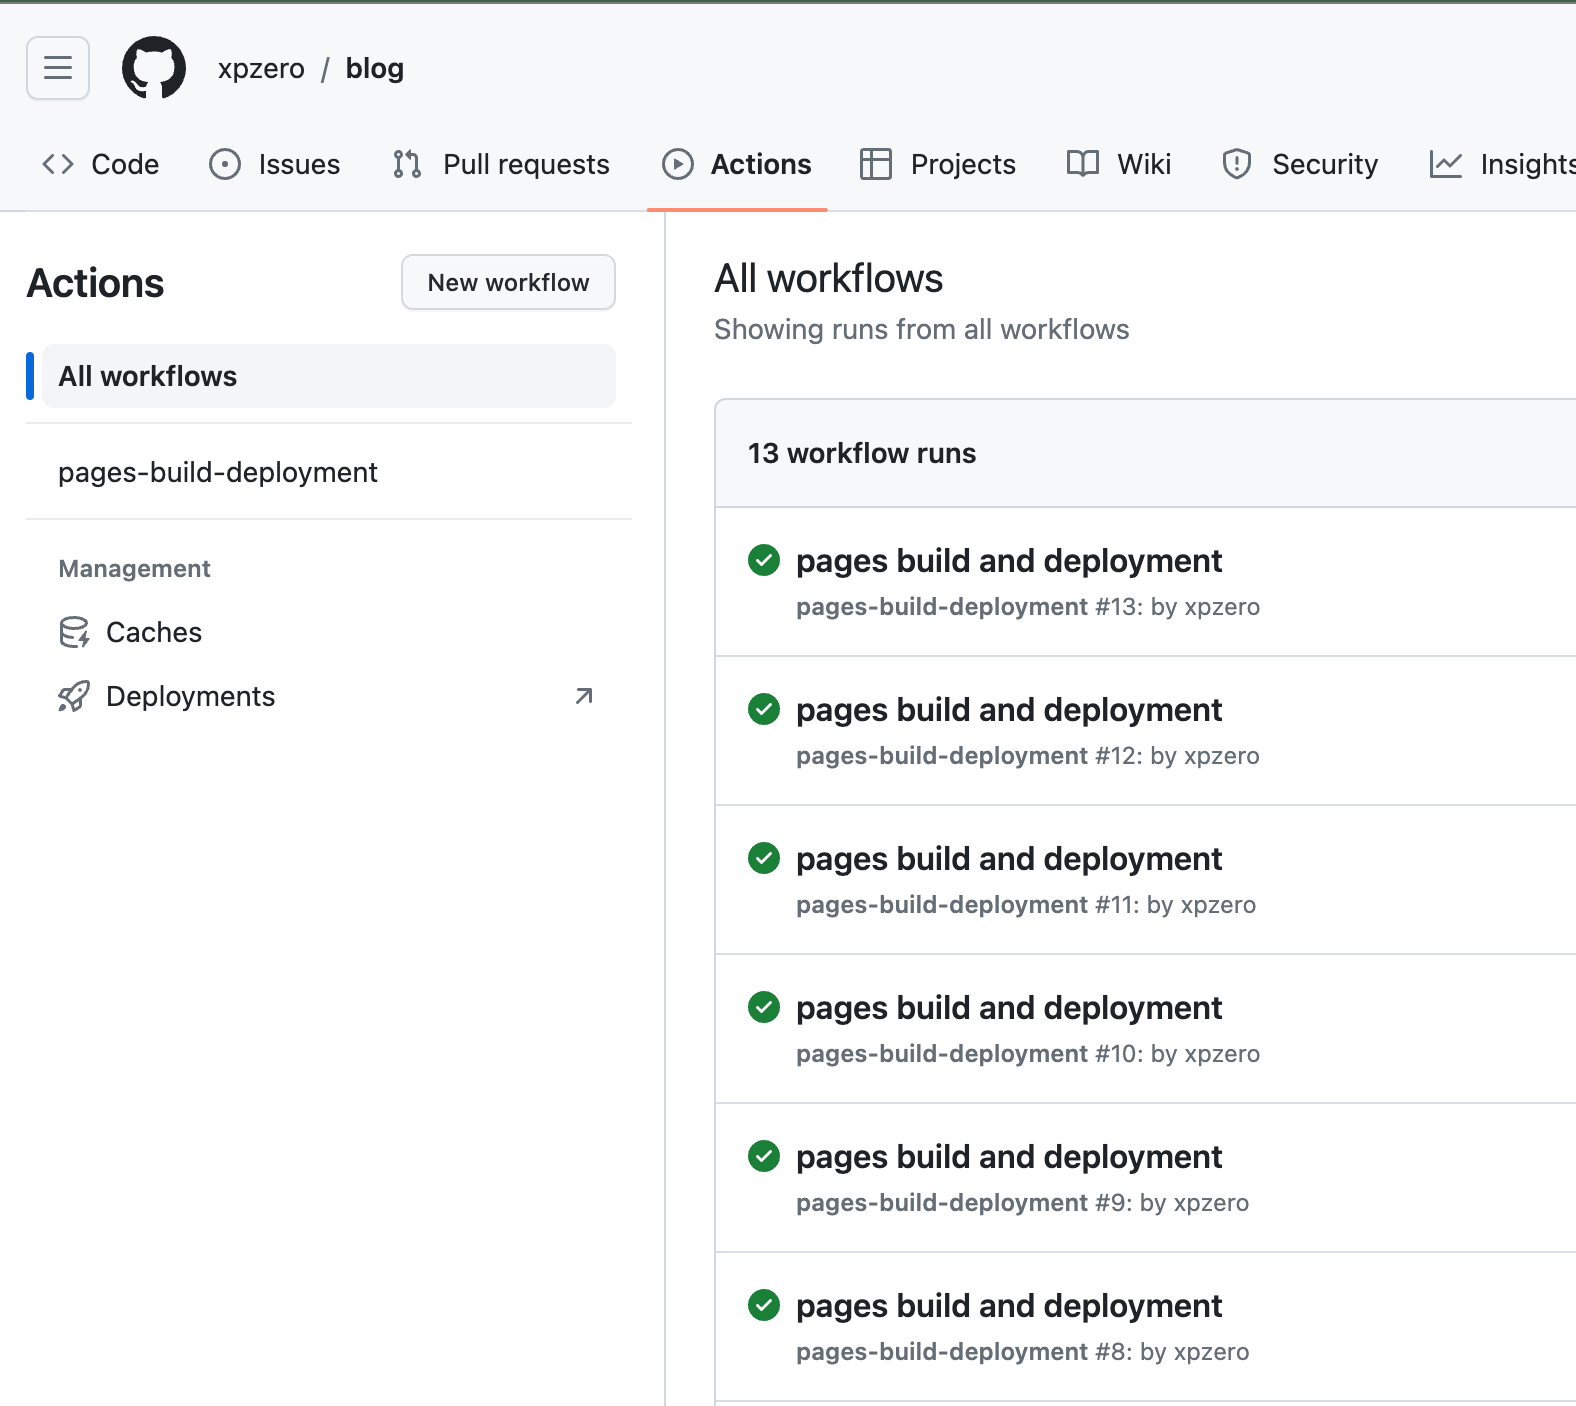 xpzero / blog
Code Issues Pull requests Actions Projects Wiki Security Insights
Actions
New workflow
All workflows
pages-build-deployment
Management
Caches
Deployments
All workflows
Showing runs from all workflows
13 workflow runs
pages build and deployment
pages-build-deployment #13: by xpzero
pages build and deployment
pages-build-deployment #12: by xpzero
pages build and deployment
pages-build-deployment #11: by xpzero
pages build and deployment
pages-build-deployment #10: by xpzero
pages build and deployment
pages-build-deployment #9: by xpzero
pages build and deployment
pages-build-deployment #8: by xpzero